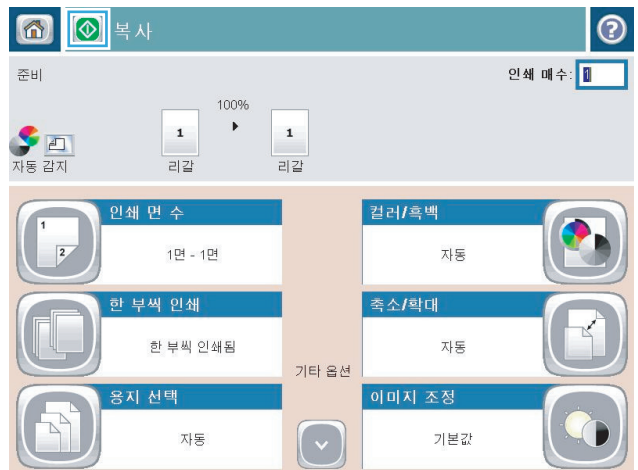 복사
준비
인쇄 매수: 1
100%
1 1
자동 감지 리갈 리갈
인쇄 면 수 컬러/흑백
1 2
1면 - 1면 자동
한 부씩 인쇄 축소/확대
한 부씩 인쇄됨 자동
기타 옵션
용지 선택 이미지 조정
자동 기본값